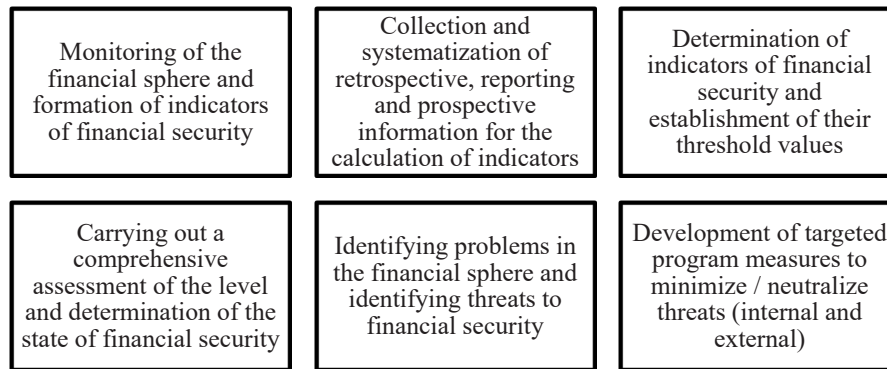 Monitoring of the
financial sphere and
formation of indicators
of financial security
Collection and
systematization of
retrospective, reporting
and prospective
information for the
calculation of indicators
Determination of
indicators of financial
security and
establishment of their
threshold values
Carrying out a
comprehensive
assessment of the level
and determination of the
state of financial security
Identifying problems in
the financial sphere and
identifying threats to
financial security
Development of targeted
program measures to
minimize / neutralize
threats (internal and
external)